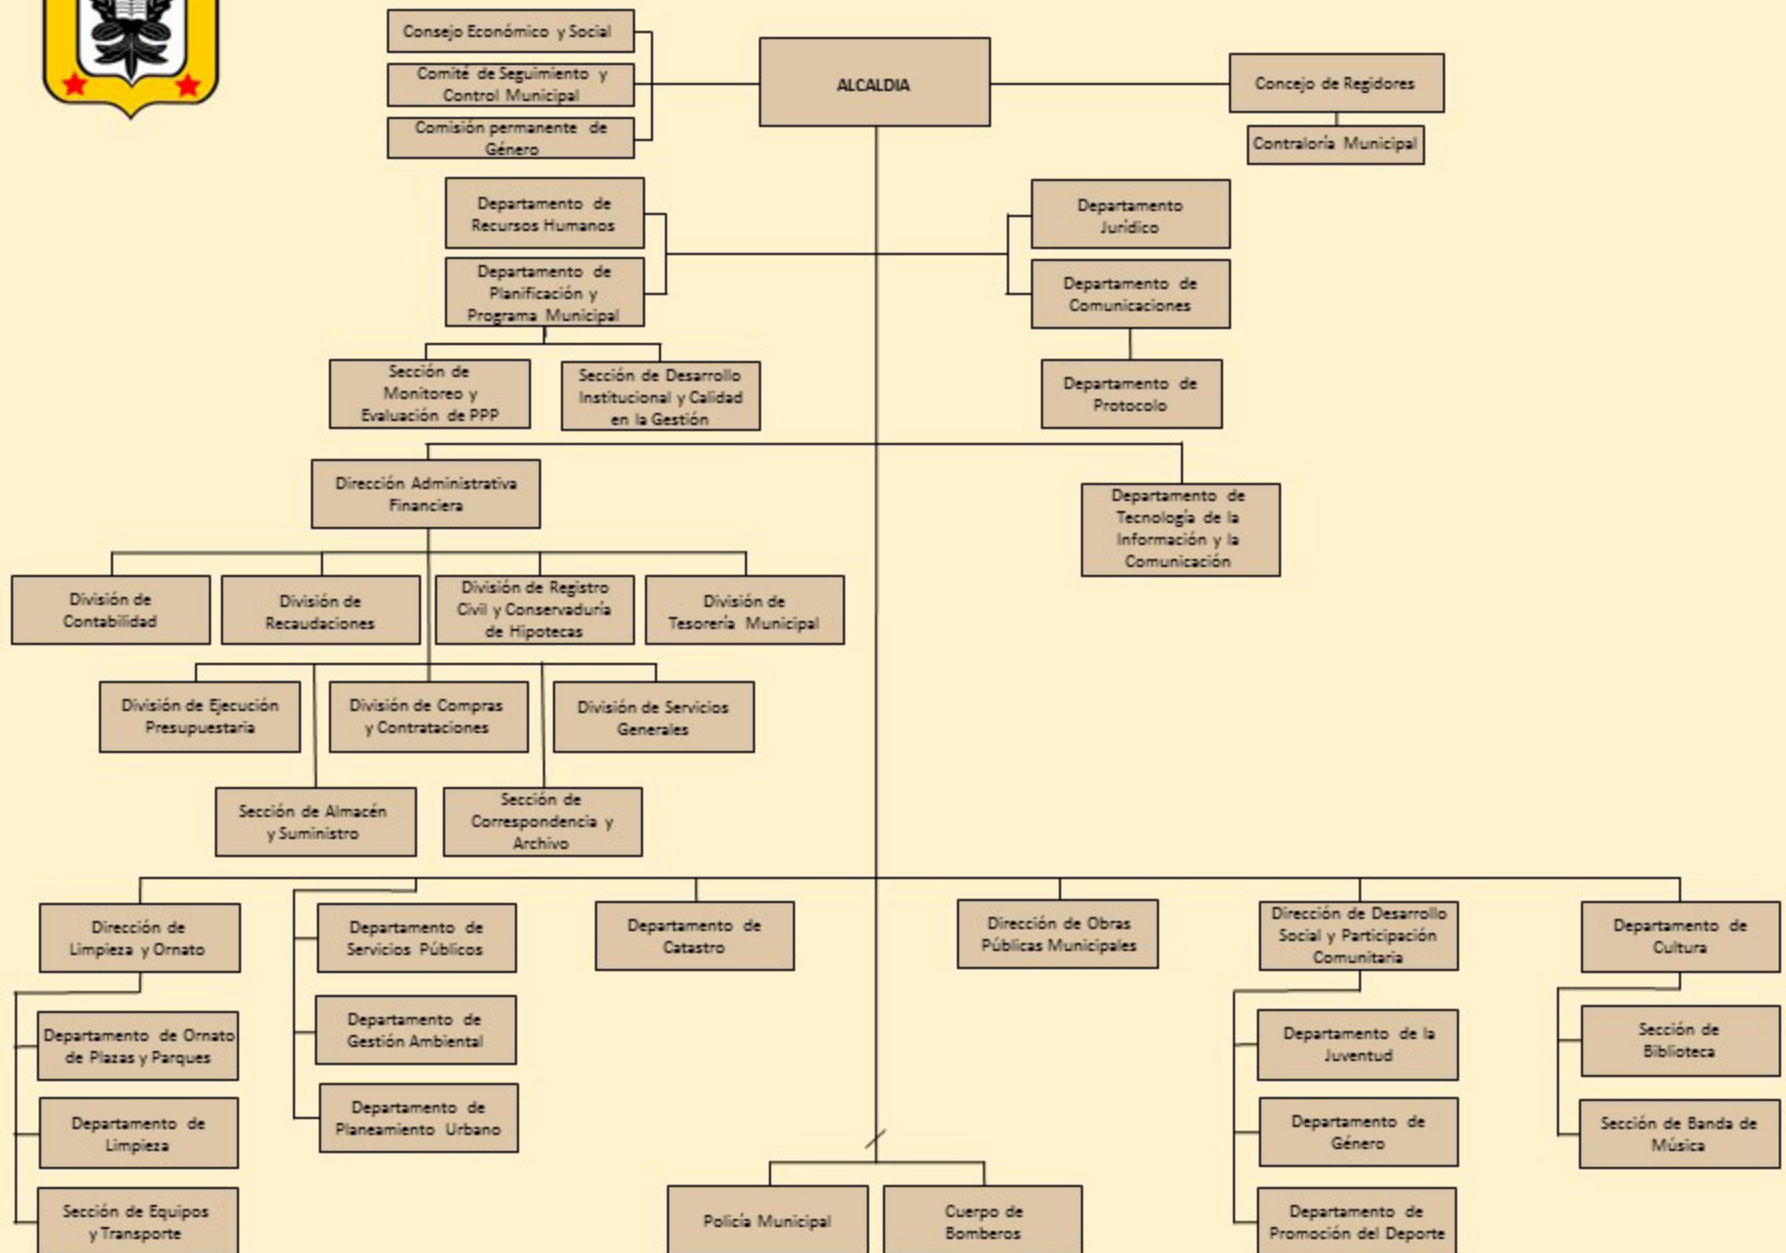 Consejo Económico y Social
Comité de Seguimiento y
Control Municipal
Comisión permanente de
Género
ALCALDIA
Concejo de Regidores
Contraloría Municipal
Departamento de
Recursos Humanos
Departamento de
Planificación y
Programa Municipal
Departamento
Jurídico
Departamento de
Comunicaciones
Sección de
Monitoreo y
Evaluación de PPP
Sección de Desarrollo
Institucional y Calidad
en la Gestión
Departamento de
Protocolo
Dirección Administrativa
Financiera
Departamento de
Tecnología de la
Información y la
Comunicación
División de
Contabilidad
División de
Recaudaciones
División de Registro
Civil y Conservaduría
de Hipotecas
División de
Tesorería Municipal
División de Ejecución
Presupuestaria
División de Compras
y Contrataciones
División de Servicios
Generales
Sección de Almacén
y Suministro
Sección de
Correspondencia y
Archivo
Dirección de
Limpieza y Ornato
Departamento de
Servicios Públicos
Departamento de
Catastro
Dirección de Obras
Públicas Municipales
Dirección de Desarrollo
Social y Participación
Comunitaria
Departamento de
Cultura
Departamento de Ornato
de Plazas y Parques
Departamento de
Gestión Ambiental
Departamento de la
Juventud
Sección de
Biblioteca
Departamento de
Limpieza
Departamento de
Planeamiento Urbano
Departamento de
Género
Sección de Banda de
Música
Sección de Equipos
y Transporte
Policía Municipal
Cuerpo de
Bomberos
Departamento de
Promoción del Deporte